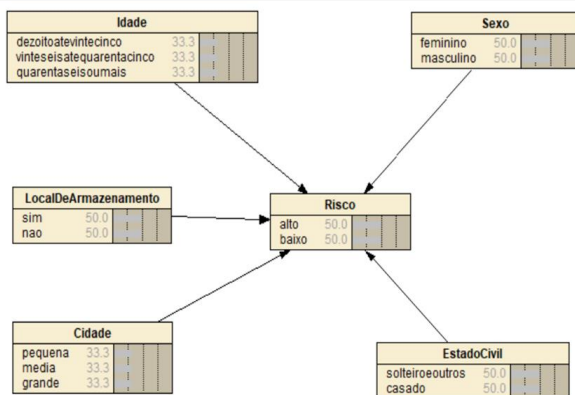 Idade
dezoitoatevintecinco 33.3
vinteseisatequarentacinco 33.3
quarentaseisoumais 33.3
Sexo
feminino 50.0
masculino 50.0
LocalDeArmazenamento
sim 50.0
nao 50.0
Risco
alto 50.0
baixo 50.0
Cidade
pequena 33.3
media 33.3
grande 33.3
EstadoCivil
solteiroeoutros 50.0
casado 50.0